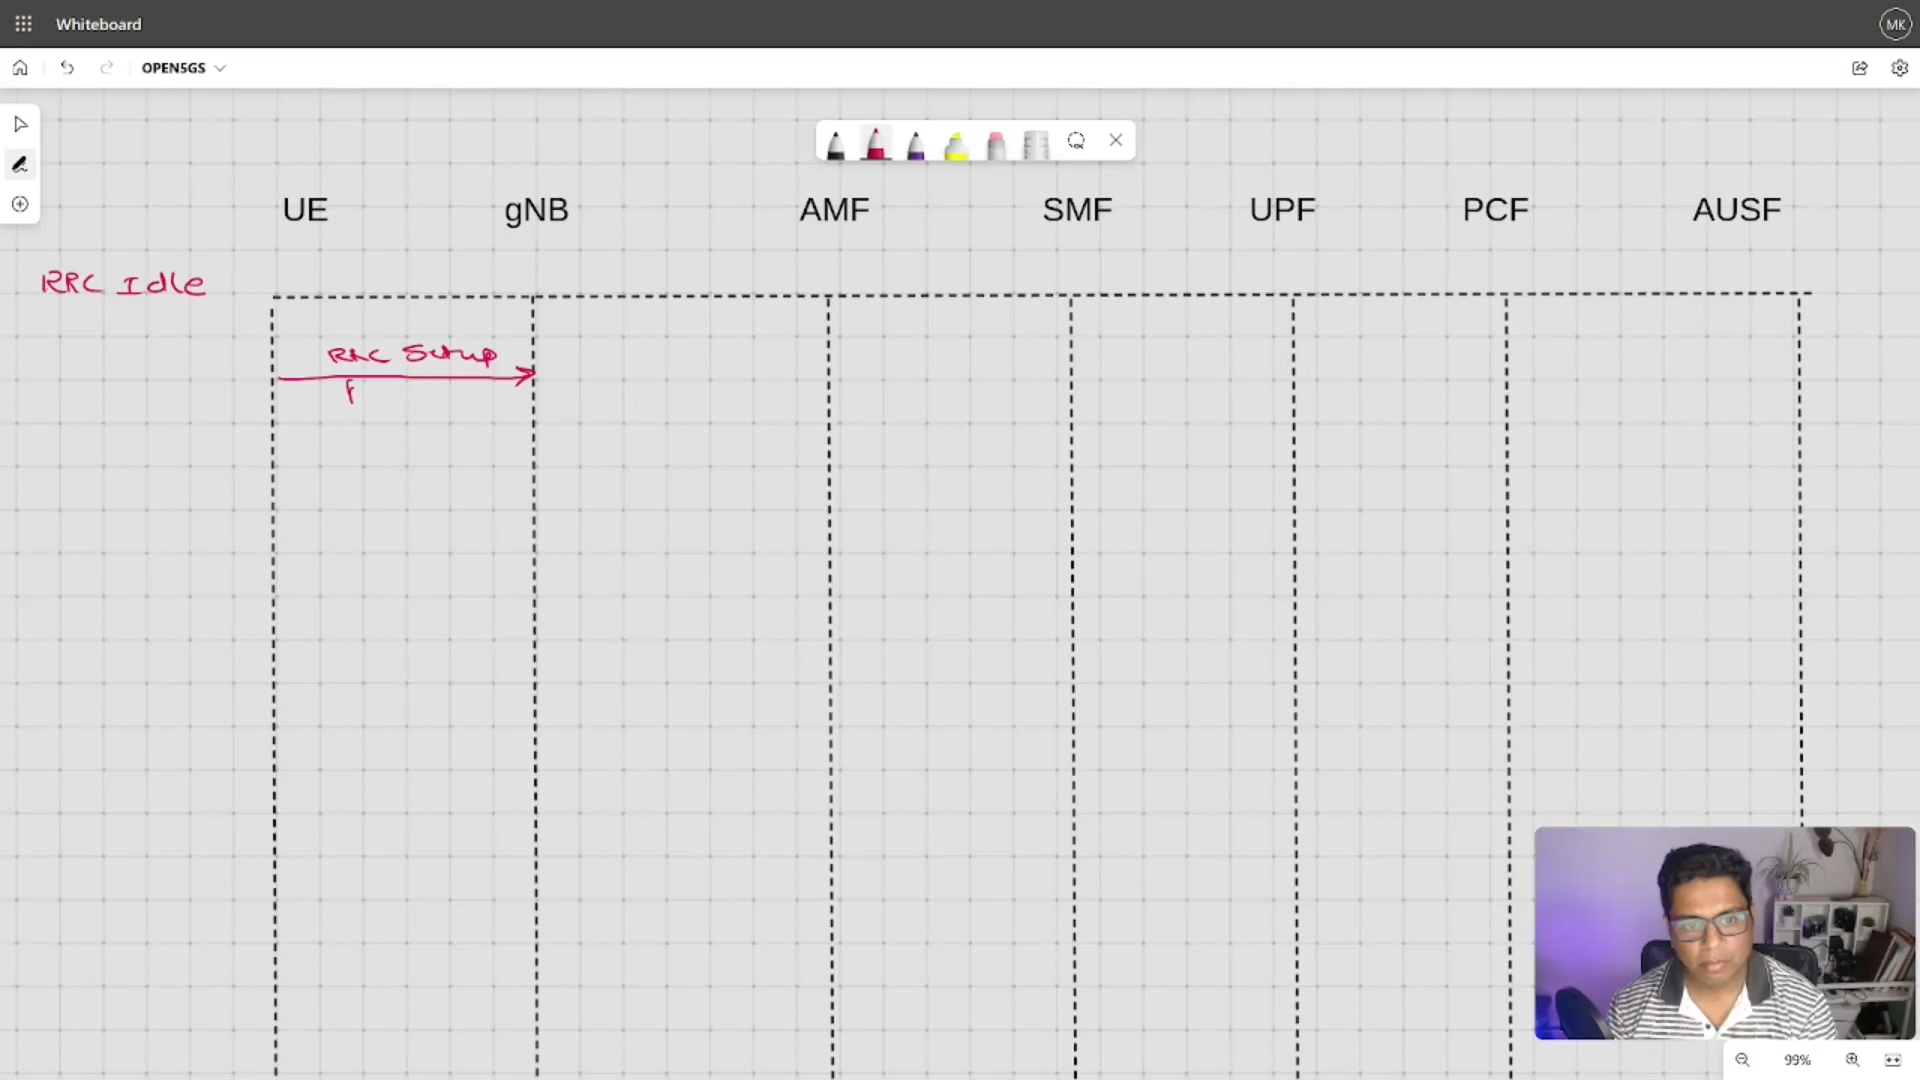 Whiteboard
MK
OPEN5GS
UE gNB AMF SMF UPF PCF AUSF
RRC Idle
RRC Setup
99%